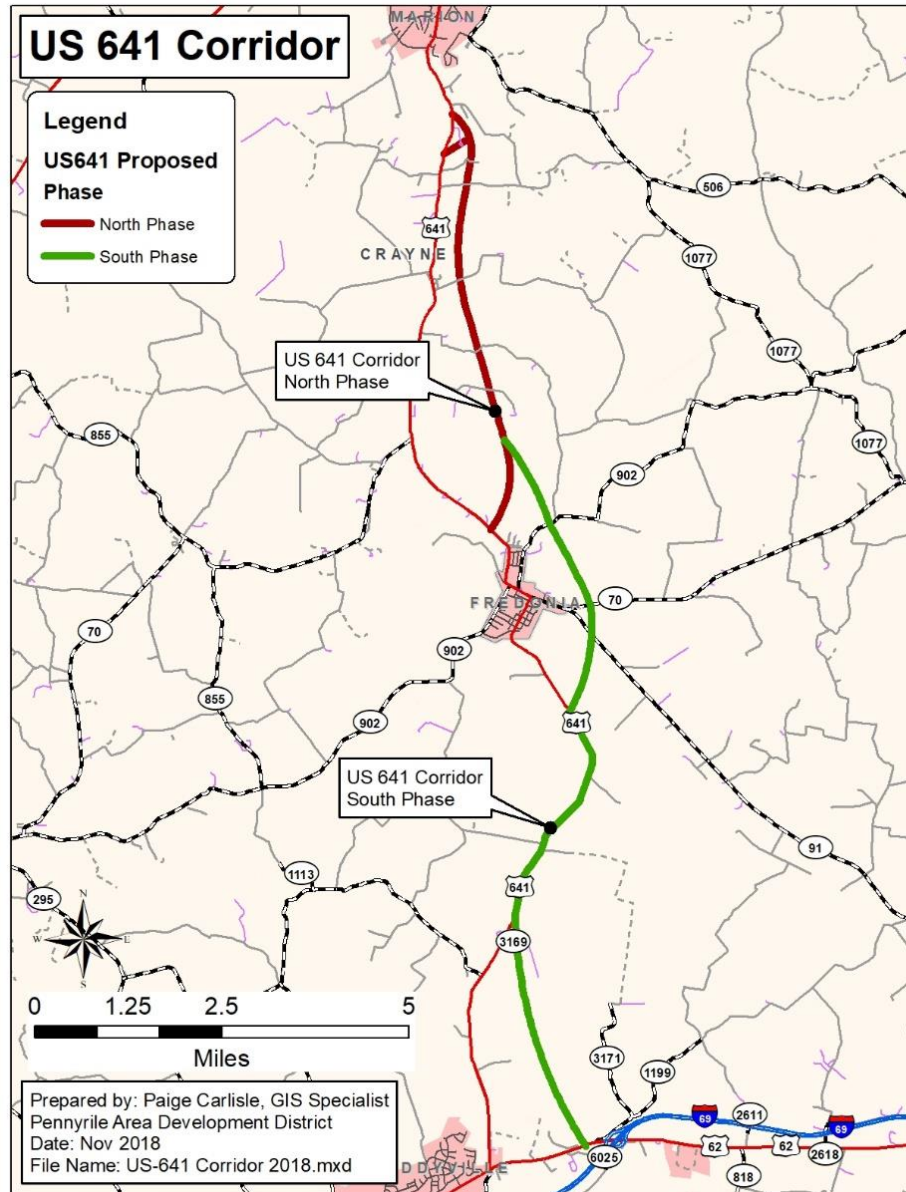 MARION
US 641 Corridor
Legend
US641 Proposed
Phase
North Phase
South Phase
506
641
CRAYNE
1077
1077
US 641 Corridor
North Phase
855
1077
902
70
FREDONIA
70
902
855
902
641
US 641 Corridor
South Phase
91
1113
641
295
N
W
E
S
3169
0
1.25
2.5
5
Miles
3171
1199
Prepared by: Paige Carlisle, GIS Specialist
Pennyrile Area Development District
Date: Nov 2018
File Name: US-641 Corridor 2018.mxd
69
2611
69
62
62
6025
2618
818
DDYVILLE